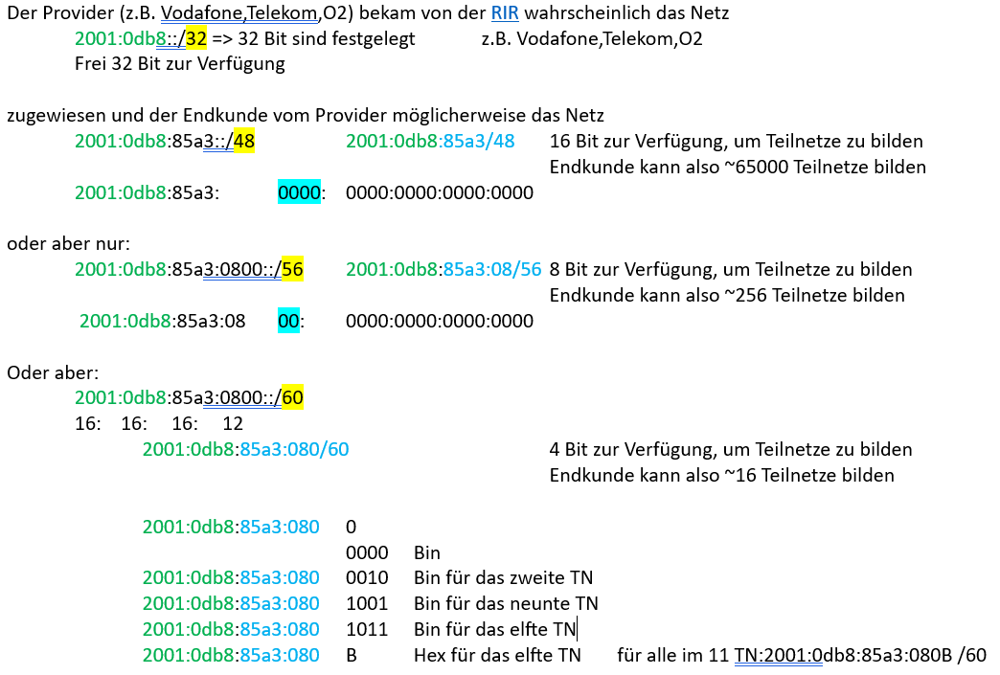 Der Provider (z.B. Vodafone,Telekom,O2) bekam von der RIR wahrscheinlich das Netz
2001:0db8::/32 => 32 Bit sind festgelegt z.B. Vodafone,Telekom,O2
Frei 32 Bit zur Verfügung
zugewiesen und der Endkunde vom Provider möglicherweise das Netz
2001:0db8:85a3::/48 2001:0db8:85a3/48 16 Bit zur Verfügung, um Teilnetze zu bilden
Endkunde kann also ~65000 Teilnetze bilden
2001:0db8:85a3: 0000: 0000:0000:0000:0000
oder aber nur:
2001:0db8:85a3:0800::/56 2001:0db8:85a3:08/56 8 Bit zur Verfügung, um Teilnetze zu bilden
Endkunde kann also ~256 Teilnetze bilden
2001:0db8:85a3:08 00: 0000:0000:0000:0000
Oder aber:
2001:0db8:85a3:0800::/60
16: 16: 16: 12
2001:0db8:85a3:080/60 4 Bit zur Verfügung, um Teilnetze zu bilden
Endkunde kann also ~16 Teilnetze bilden
2001:0db8:85a3:080 0
0000 Bin
2001:0db8:85a3:080 0010 Bin für das zweite TN
2001:0db8:85a3:080 1001 Bin für das neunte TN
2001:0db8:85a3:080 1011 Bin für das elfte TN
2001:0db8:85a3:080 B Hex für das elfte TN für alle im 11 TN:2001:0db8:85a3:080B /60